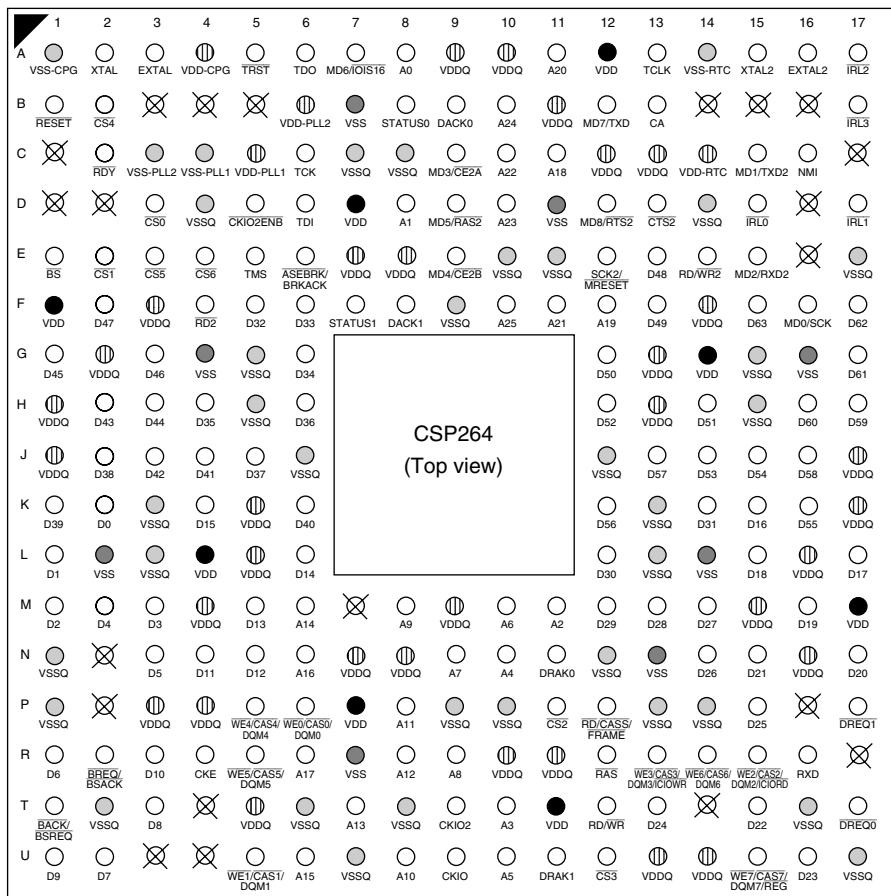 1 2 3 4 5 6 7 8 9 10 11 12 13 14 15 16 17
A
VSS-CPG XTAL EXTAL VDD-CPG TRST TDO MD6/IOIS16 A0 VDDQ VDDQ A20 VDD TCLK VSS-RTC XTAL2 EXTAL2 IRL2
B
RESET CS4 VDD-PLL2 VSS STATUS0 DACK0 A24 VDDQ MD7/TXD CA IRL3
C
RDY VSS-PLL2 VSS-PLL1 VDD-PLL1 TCK VSSQ VSSQ MD3/CE2A A22 A18 VDDQ VDDQ VDD-RTC MD1/TXD2 NMI
D
CS0 VSSQ CKIO2ENB TDI VDD A1 MD5/RAS2 A23 VSS MD8/RTS2 CTS2 VSSQ IRL0 IRL1
E
BS CS1 CS5 CS6 TMS ASEBRK/ VDDQ VDDQ MD4/CE2B VSSQ VSSQ SCK2/ D48 RD/WR2 MD2/RXD2 VSSQ
BRKACK MRESET
F
VDD D47 VDDQ RD2 D32 D33 STATUS1 DACK1 VSSQ A25 A21 A19 D49 VDDQ D63 MD0/SCK D62
G
D45 VDDQ D46 VSS VSSQ D34 D50 VDDQ VDD VSSQ VSS D61
H
VDDQ D43 D44 D35 VSSQ D36 D52 VDDQ D51 VSSQ D60 D59
CSP264
J
(Top view)
VDDQ D38 D42 D41 D37 VSSQ VSSQ D57 D53 D54 D58 VDDQ
K
D39 D0 VSSQ D15 VDDQ D40 D56 VSSQ D31 D16 D55 VDDQ
L
D1 VSS VSSQ VDD VDDQ D14 D30 VSSQ VSS D18 VDDQ D17
M
D2 D4 D3 VDDQ D13 A14 A9 VDDQ A6 A2 D29 D28 D27 VDDQ D19 VDD
N
VSSQ D5 D11 D12 A16 VDDQ VDDQ A7 A4 DRAK0 VSSQ VSS D26 D21 VDDQ D20
P
VSSQ VDDQ VDDQ WE4/CAS4/ WE0/CAS0/ VDD A11 VSSQ VSSQ CS2 RD/CASS/ VSSQ VSSQ D25 DREQ1
DQM4 DQM0 FRAME
R
D6 BREQ/ D10 CKE WE5/CAS5/ A17 VSS A12 A8 VDDQ VDDQ RAS WE3/CAS3/ WE6/CAS6/ WE2/CAS2/ RXD
BSACK DQM5 DQM3/ICIOWR DQM6 DQM2/ICIORD
T
BACK/ VSSQ D8 VDDQ VSSQ A13 VSSQ CKIO2 A3 VDD RD/WR D24 D22 VSSQ DREQ0
BSREQ
U
D9 D7 WE1/CAS1/ A15 VSSQ A10 CKIO A5 DRAK1 CS3 VDDQ VDDQ WE7/CAS7/ D23 VSSQ
DQM1 DQM7/REG